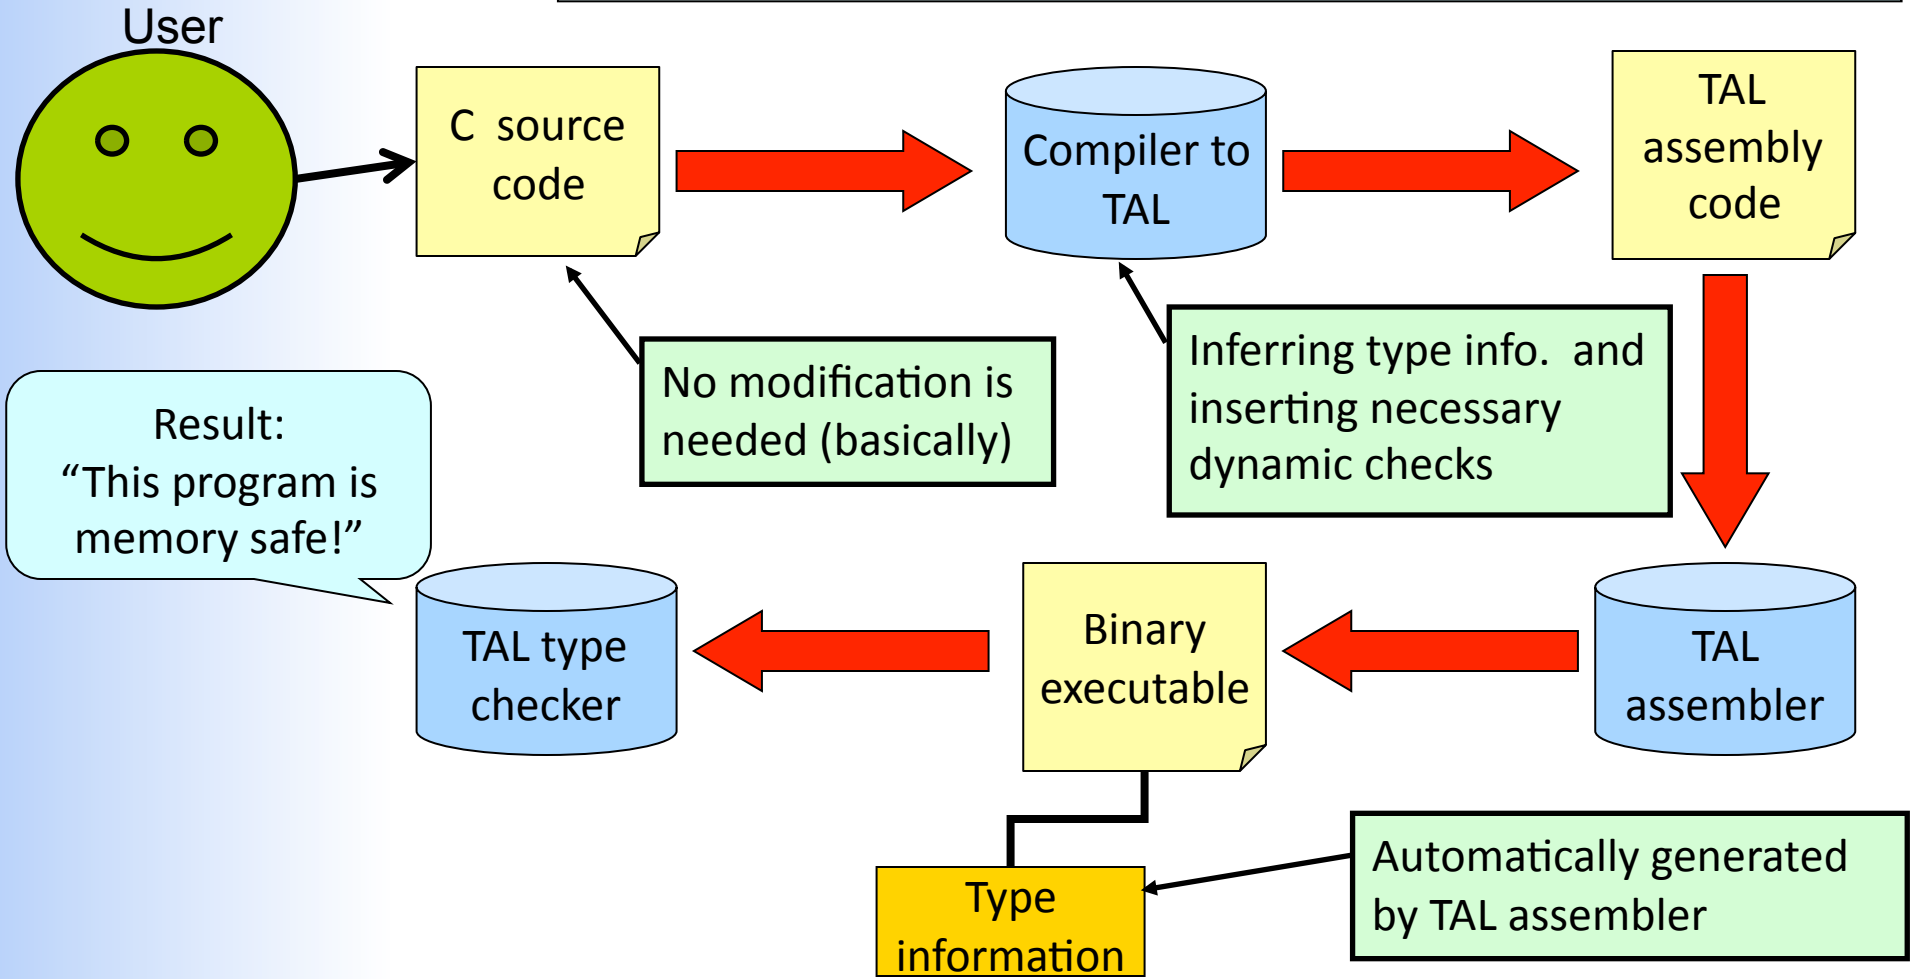 User
C source
code
Compiler to
TAL
TAL
assembly
code
No modification is
needed (basically)
Inferring type info. and
inserting necessary
dynamic checks
Result:
“This program is
memory safe!”
TAL type
checker
Binary
executable
TAL
assembler
Type
information
Automatically generated
by TAL assembler